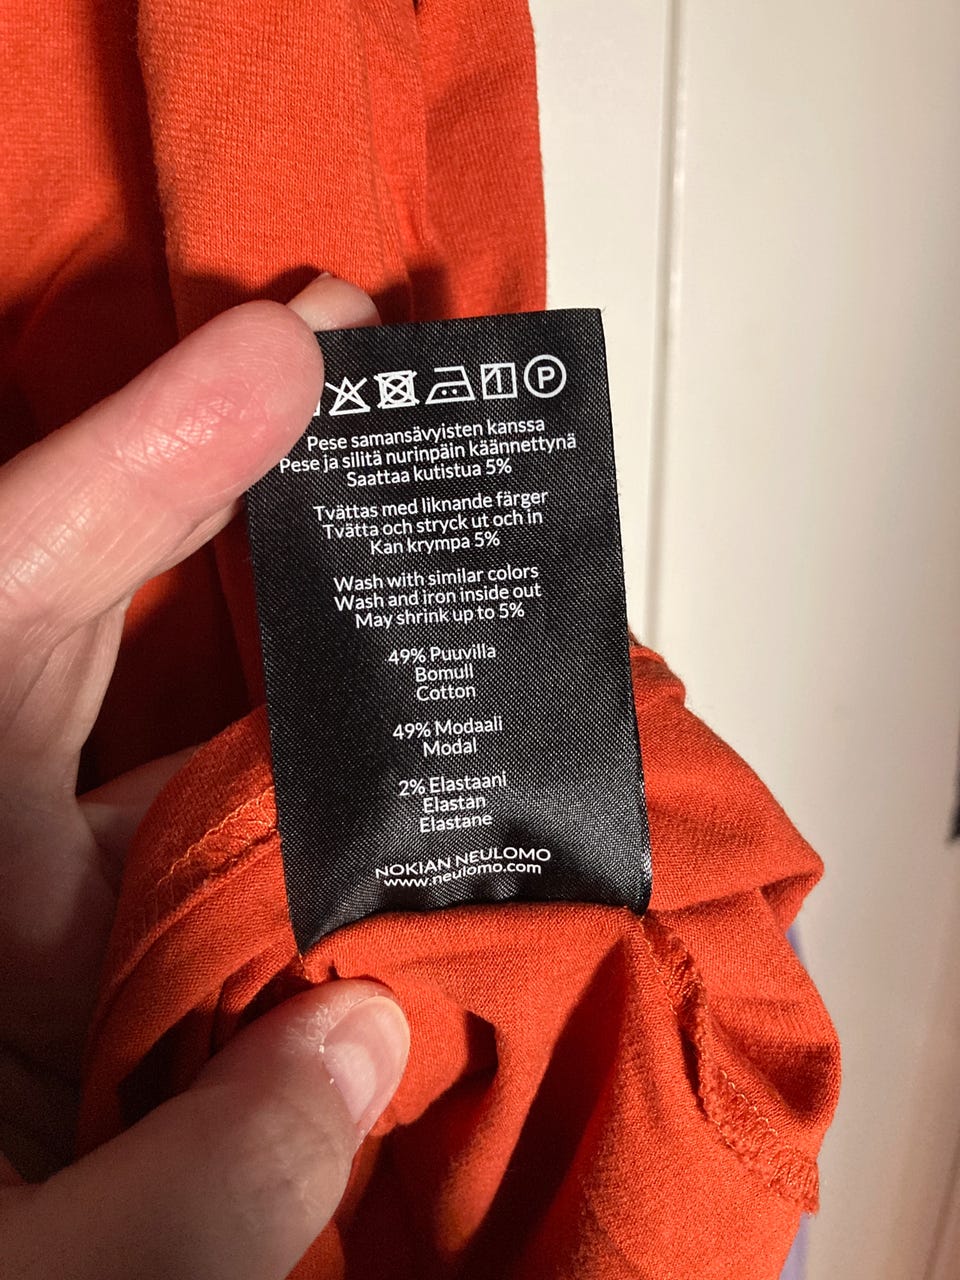 P
Pese samansävyisten kanssa
Pese ja silitä nurinpäin käännettynä
Saattaa kutistua 5%
Tvättas med liknande färger
Tvätta och stryck ut och in
Kan krympa 5%
Wash with similar colors
Wash and iron inside out
May shrink up to 5%
49% Puuvilla
Bomull
Cotton
49% Modaali
Modal
2% Elastaani
Elastan
Elastane
NOKIAN NEULOMO
www.neulomo.com